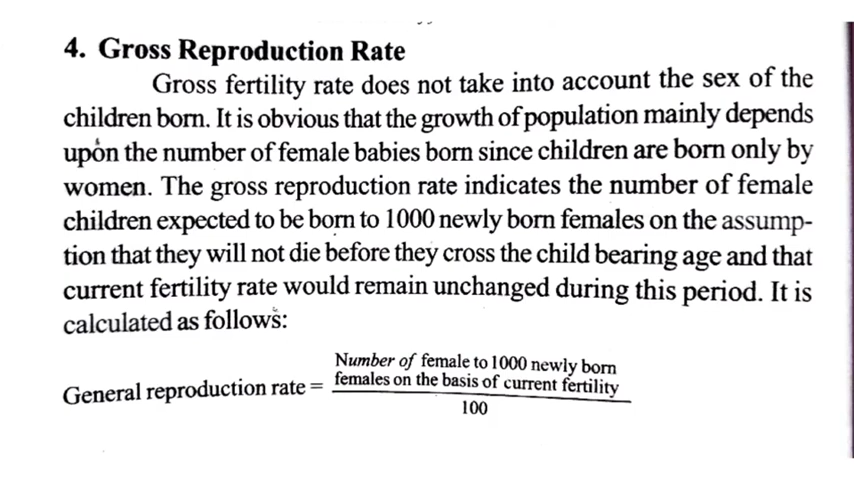 4. Gross Reproduction Rate
Gross fertility rate does not take into account the sex of the
children born. It is obvious that the growth of population mainly depends
upon the number of female babies born since children are born only by
women. The gross reproduction rate indicates the number of female
children expected to be born to 1000 newly born females on the assump-
tion that they will not die before they cross the child bearing age and that
current fertility rate would remain unchanged during this period. It is
calculated as follows:
Number of female to 1000 newly born
General reproduction rate = females on the basis of current fertility
100